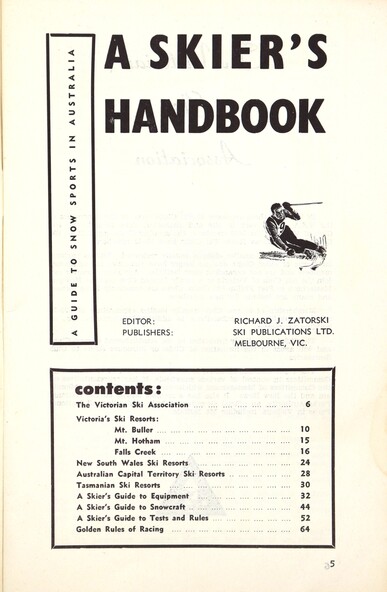 A GUIDE TO SNOW SPORTS IN AUSTRALIA
A SKIER'S
HANDBOOK
EDITOR: RICHARD J. ZATORSKI
PUBLISHERS: SKI PUBLICATIONS LTD.
MELBOURNE, VIC.
contents:
The Victorian Ski Association .... 6
Victoria's Ski Resorts:
Mt. Buller .... 10
Mt. Hotham .... 15
Falls Creek .... 16
New South Wales Ski Resorts .... 24
Australian Capital Territory Ski Resorts .... 28
Tasmanian Ski Resorts .... 30
A Skier's Guide to Equipment .... 32
A Skier's Guide to Snowcraft .... 44
A Skier's Guide to Tests and Rules .... 52
Golden Rules of Racing .... 64
5